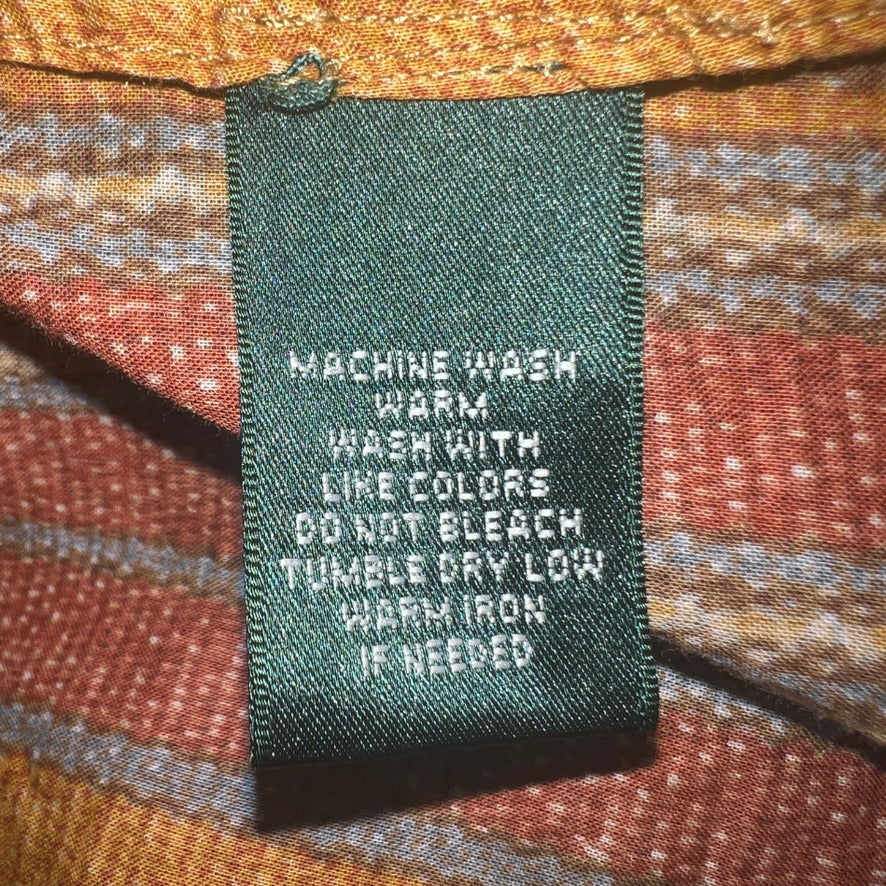 MACHINE WASH
WARM
WASH WITH
LIKE COLORS
DO NOT BLEACH
TUMBLE DRY LOW
WARM IRON
IF NEEDED